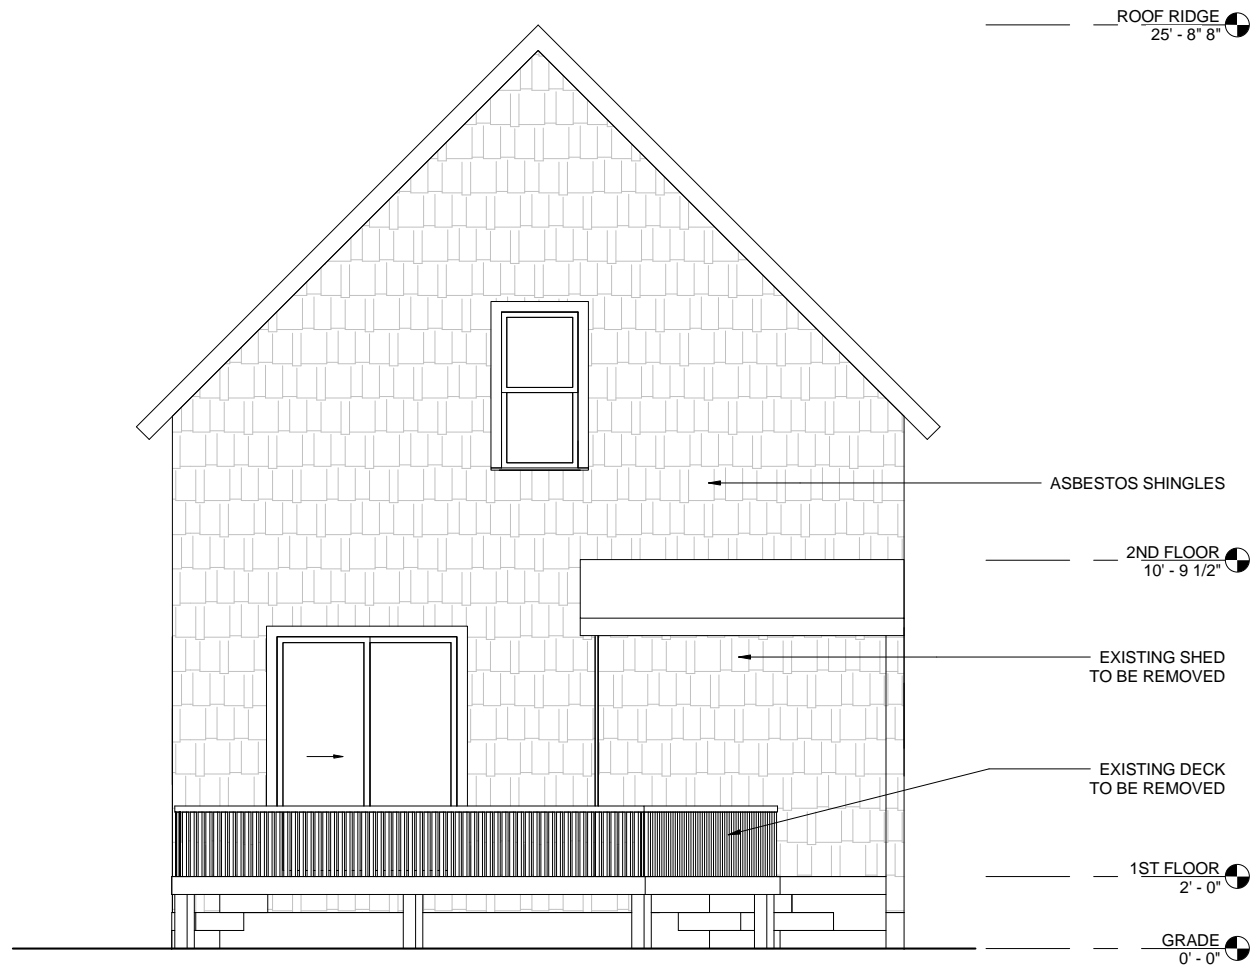 ROOF RIDGE
25' - 8" 8"
ASBESTOS SHINGLES
2ND FLOOR
10' - 9 1/2"
EXISTING SHED
TO BE REMOVED
EXISTING DECK
TO BE REMOVED
1ST FLOOR
2' - 0"
GRADE
0' - 0"